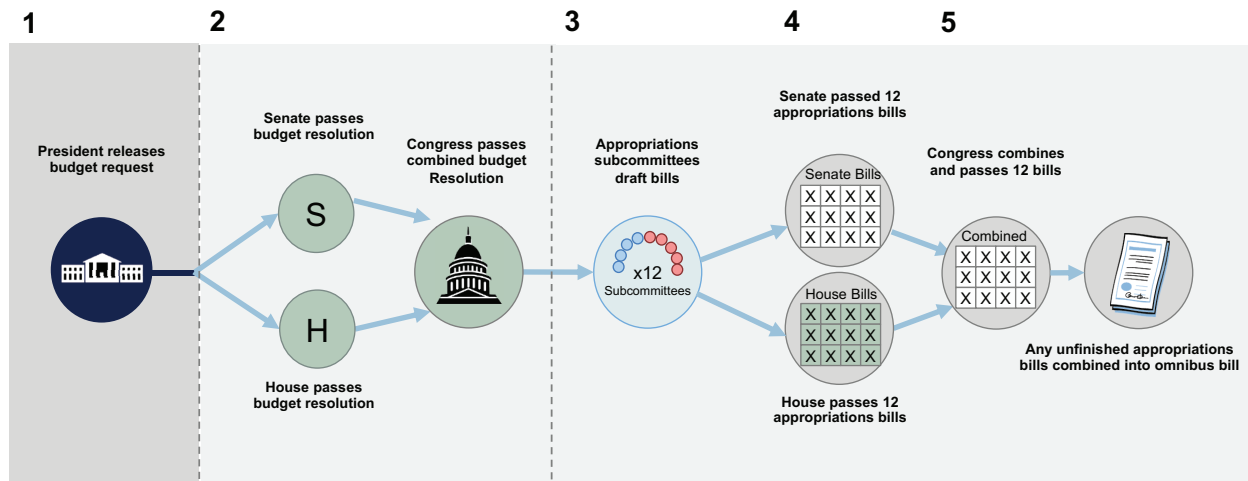 1
2
3
4
5
President releases
budget request
Senate passes
budget resolution
S
H
House passes
budget resolution
Congress passes
combined budget
Resolution
Appropriations
subcommittees
draft bills
x12
Subcommittees
Senate passed 12
appropriations bills
Senate Bills
X X X X
X X X X
X X X X
House Bills
X X X X
X X X X
X X X X
House passes 12
appropriations bills
Congress combines
and passes 12 bills
Combined
X X X X
X X X X
X X X X
Any unfinished appropriations
bills combined into omnibus bill